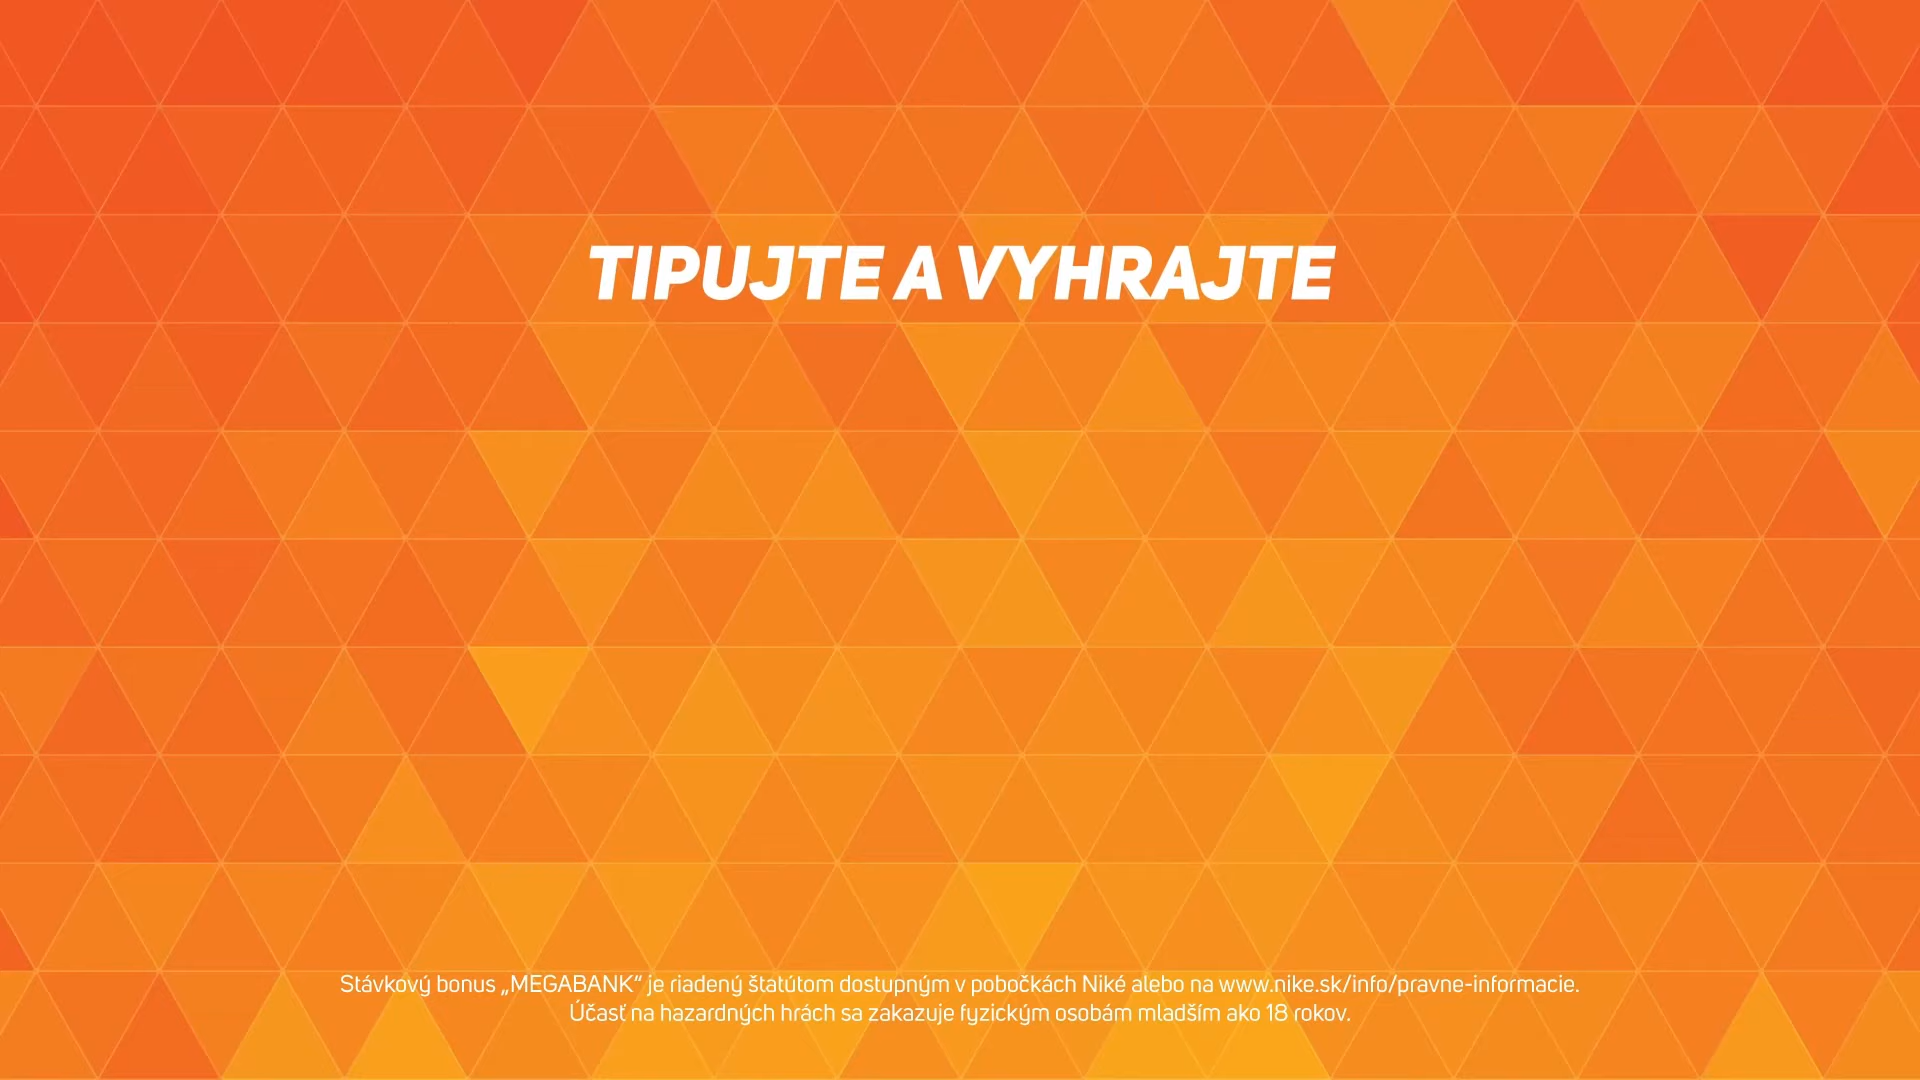 TIPUJTE A VYHRAJTE
Stávkový bonus „MEGABANK“ je riadený štatútom dostupným v pobočkách Niké alebo na www.nike.sk/info/pravne-informacie.
Účasť na hazardných hrách sa zakazuje fyzickým osobám mladším ako 18 rokov.